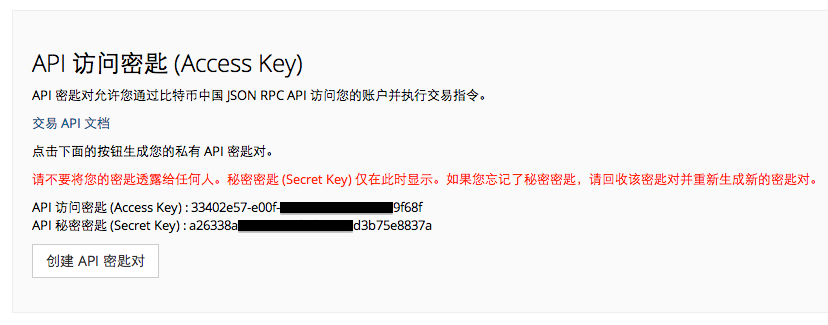 API 访问密匙 (Access Key)
API 密匙对允许您通过比特币中国 JSON RPC API 访问您的账户并执行交易指令。
交易 API 文档
点击下面的按钮生成您的私有 API 密匙对。
请不要将您的密匙透露给任何人。秘密密匙 (Secret Key) 仅在此时显示。如果您忘记了秘密密匙，请回收该密匙对并重新生成新的密匙对。
API 访问密匙 (Access Key) : 33402e57-e00f-9f68f
API 秘密密匙 (Secret Key) : a26338ad3b75e8837a
创建 API 密匙对